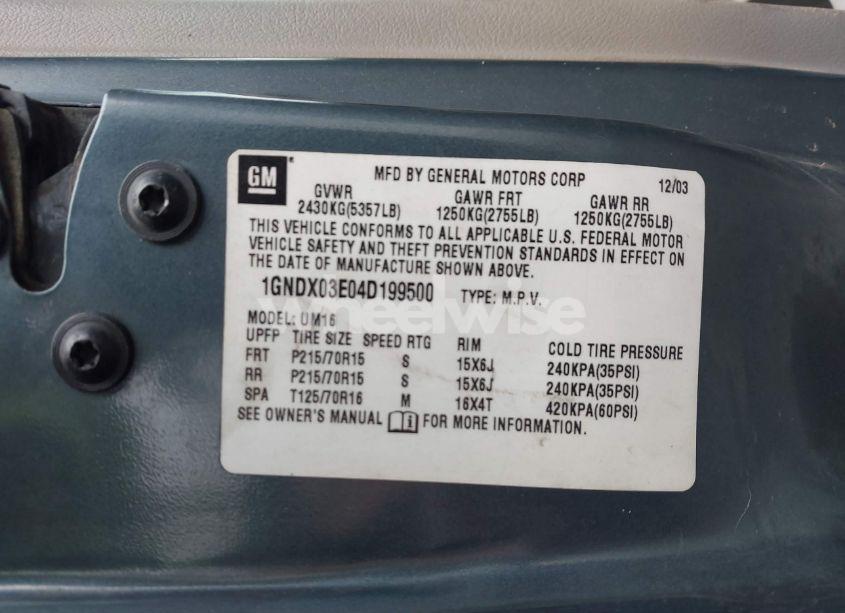 GM
MFD BY GENERAL MOTORS CORP 12/03
GVWR GAWR FRT GAWR RR
2430KG(5357LB) 1250KG(2755LB) 1250KG(2755LB)
THIS VEHICLE CONFORMS TO ALL APPLICABLE U.S. FEDERAL MOTOR
VEHICLE SAFETY AND THEFT PREVENTION STANDARDS IN EFFECT ON
THE DATE OF MANUFACTURE SHOWN ABOVE.
1GNDX03E04D199500 TYPE: M.P.V.
wheelwise
MODEL: UM16
UPFP TIRE SIZE SPEED RTG RIM COLD TIRE PRESSURE
FRT P215/70R15 S 15X6J 240KPA(35PSI)
RR P215/70R15 S 15X6J 240KPA(35PSI)
SPA T125/70R16 M 16X4T 420KPA(60PSI)
SEE OWNER'S MANUAL i FOR MORE INFORMATION.